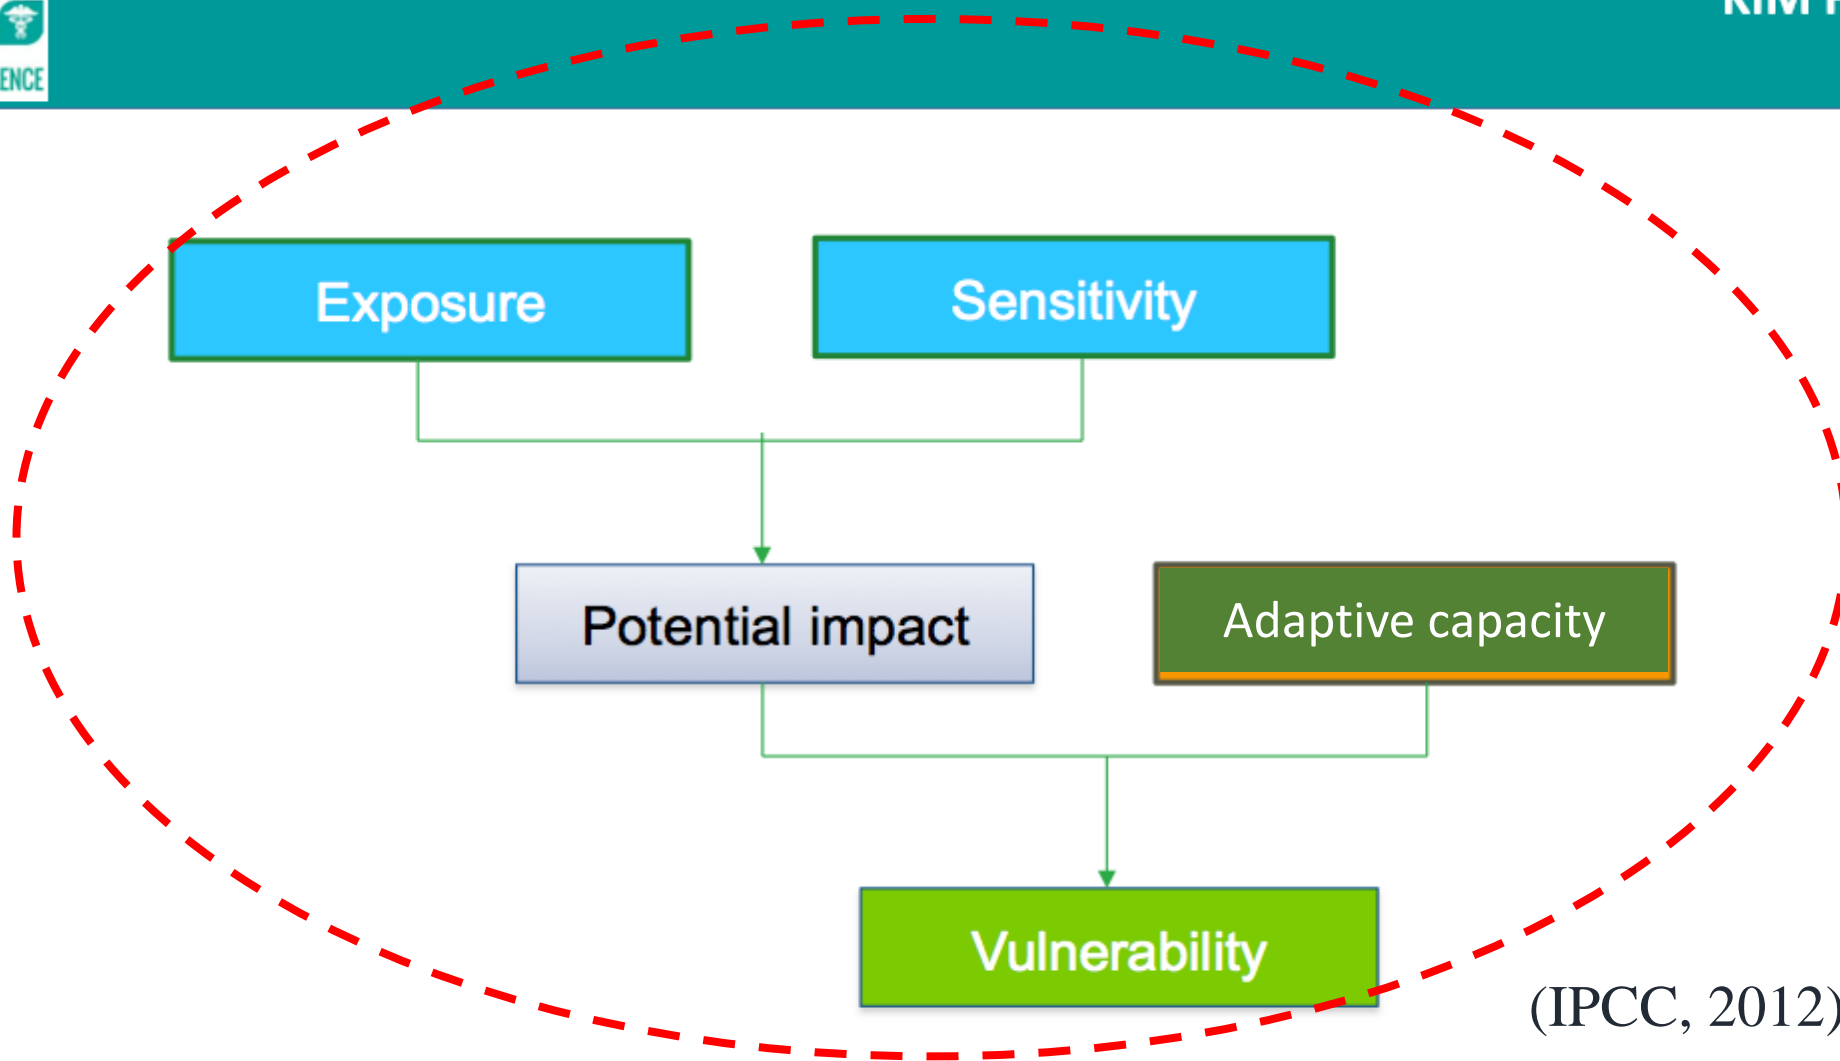 ENCE
Exposure
Sensitivity
Potential impact
Adaptive capacity
Vulnerability
(IPCC, 2012)